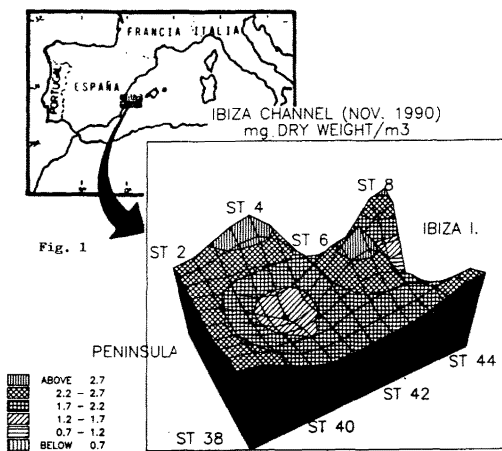 FRANCIA ITALIA
ESPAÑA
PORTUGAL
IBIZA CHANNEL (NOV. 1990)
mg DRY WEIGHT/m3
ST 8
ST 4
ST 6
IBIZA I.
Fig. 1
ST 2
PENINSULA
ST 44
ST 42
ST 40
ST 38
ABOVE 2.7
2.2 - 2.7
1.7 - 2.2
1.2 - 1.7
0.7 - 1.2
BELOW 0.7